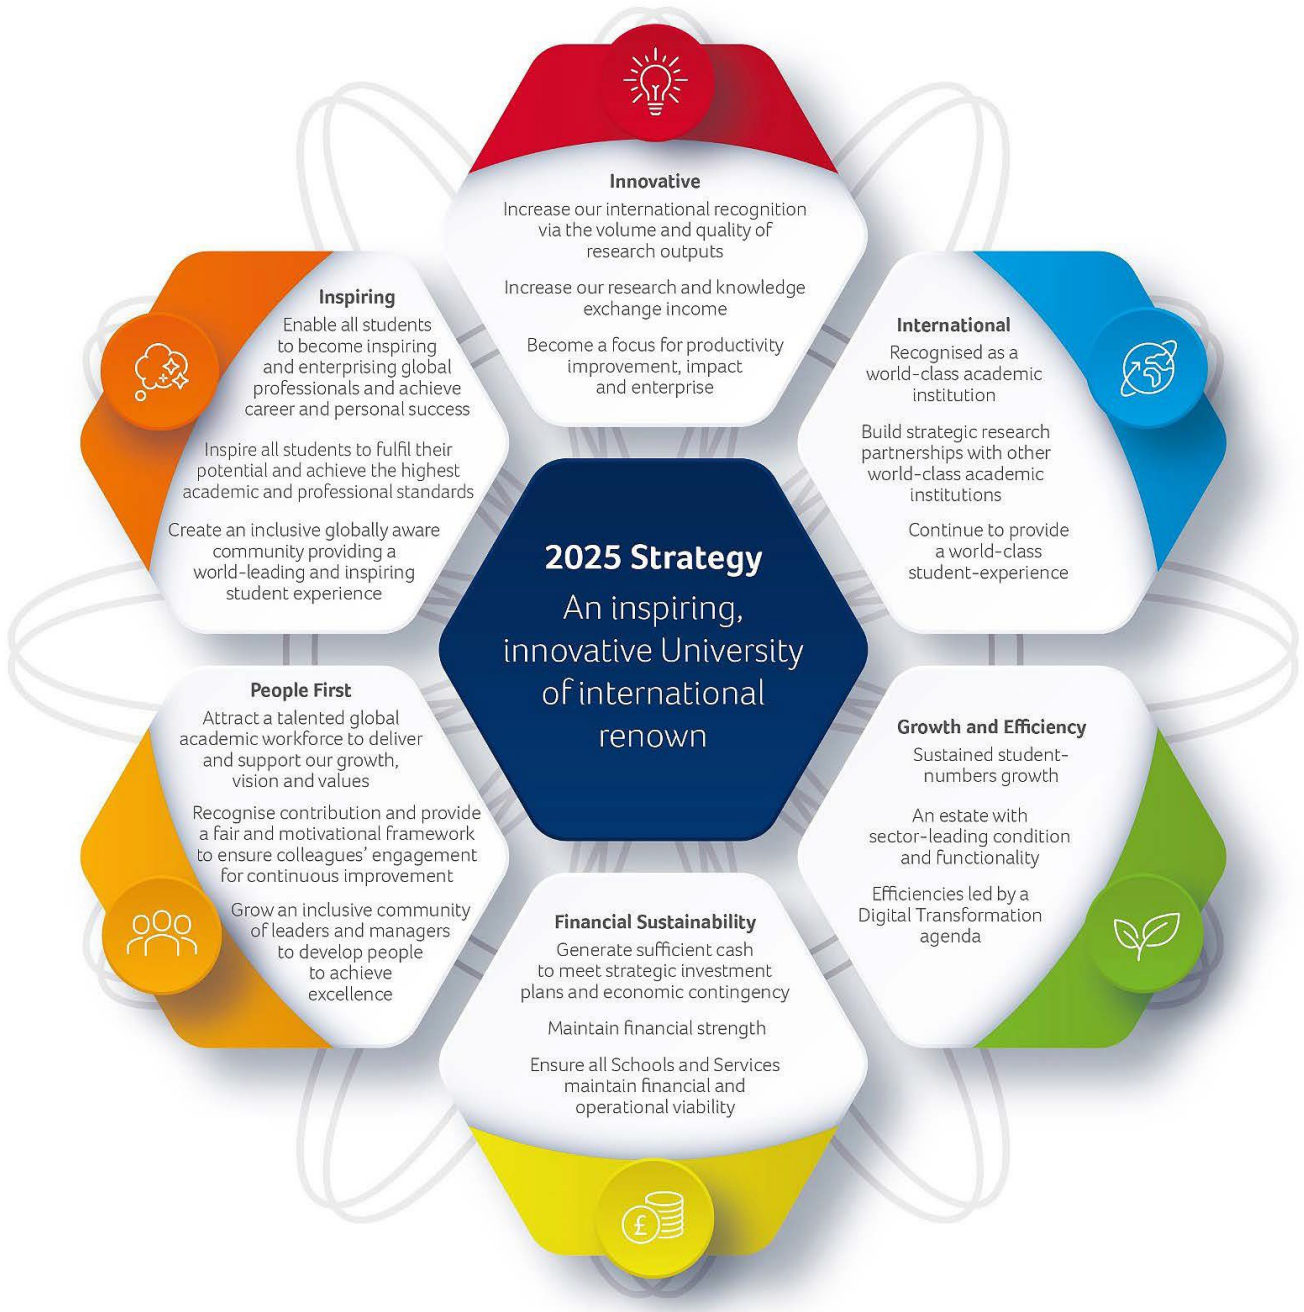 Innovative
Increase our international recognition
via the volume and quality of
research outputs
Increase our research and knowledge
exchange income
Become a focus for productivity
improvement, impact
and enterprise
Inspiring
Enable all students
to become inspiring
and enterprising global
professionals and achieve
career and personal success
Inspire all students to fulfil their
potential and achieve the highest
academic and professional standards
Create an inclusive globally aware
community providing a
world-leading and inspiring
student experience
International
Recognised as a
world-class academic
institution
Build strategic research
partnerships with other
world-class academic
institutions
Continue to provide
a world-class
student-experience
2025 Strategy
An inspiring,
innovative University
of international
renown
People First
Attract a talented global
academic workforce to deliver
and support our growth,
vision and values
Recognise contribution and provide
a fair and motivational framework
to ensure colleagues’ engagement
for continuous improvement
Grow an inclusive community
of leaders and managers
to develop people
to achieve
excellence
Growth and Efficiency
Sustained student-
numbers growth
An estate with
sector-leading condition
and functionality
Efficiencies led by a
Digital Transformation
agenda
Financial Sustainability
Generate sufficient cash
to meet strategic investment
plans and economic contingency
Maintain financial strength
Ensure all Schools and Services
maintain financial and
operational viability
£